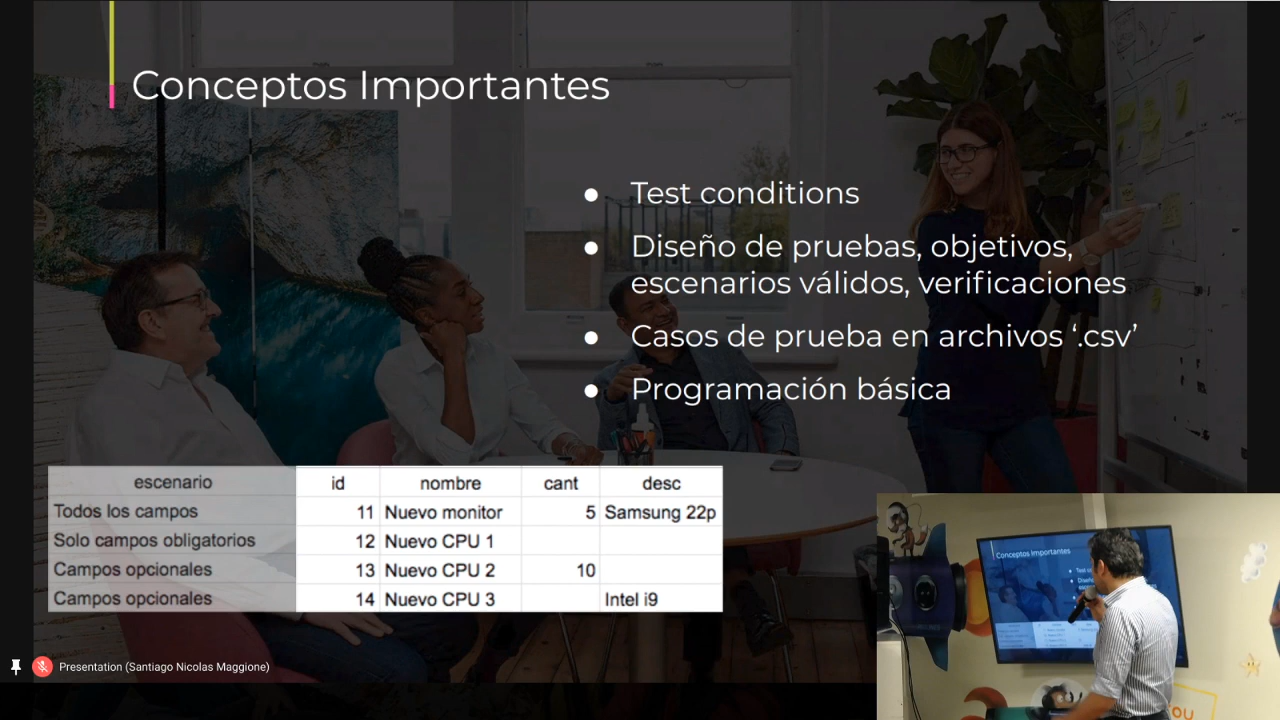 Conceptos Importantes
● Test conditions
● Diseño de pruebas, objetivos,
escenarios válidos, verificaciones
● Casos de prueba en archivos ‘.csv’
● Programación básica
escenario id nombre cant desc
Todos los campos 11 Nuevo monitor 5 Samsung 22p
Solo campos obligatorios 12 Nuevo CPU 1
Campos opcionales 13 Nuevo CPU 2 10
Campos opcionales 14 Nuevo CPU 3 Intel i9
Conceptos Importantes
Presentation (Santiago Nicolas Maggione)